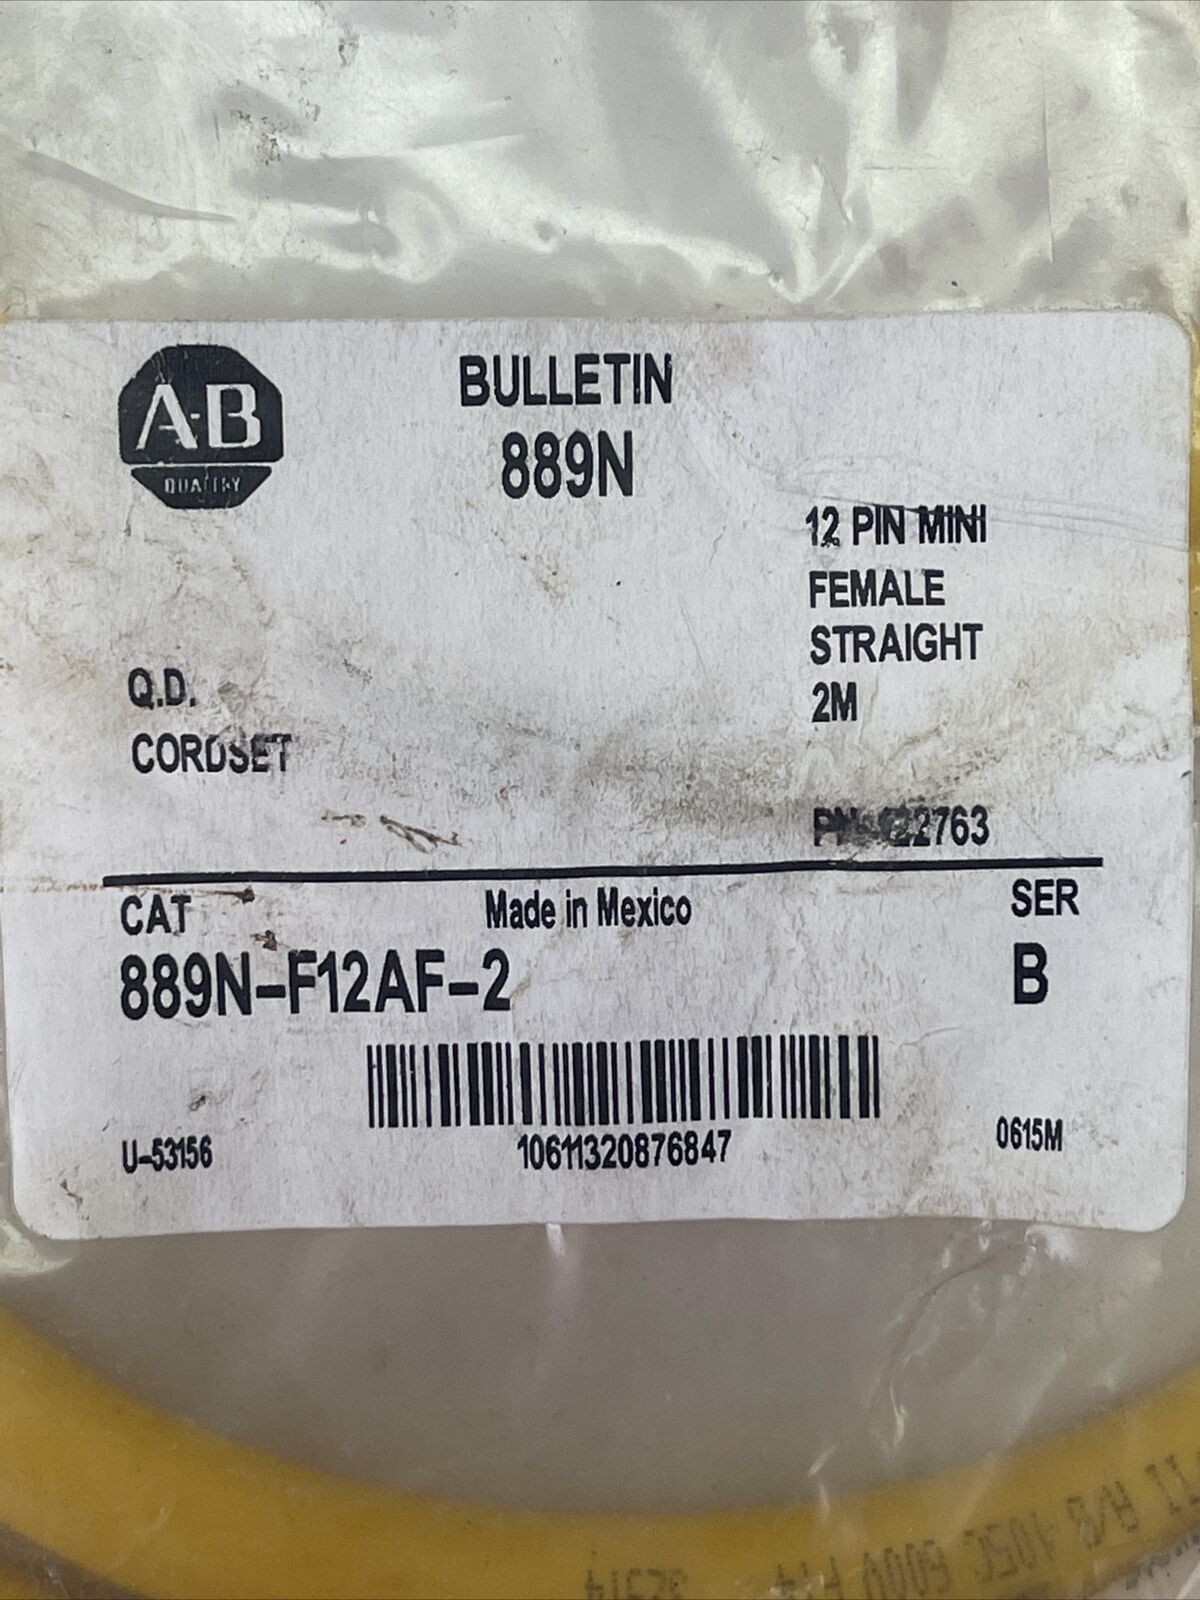 A-B
QUALITY
BULLETIN
889N
12 PIN MINI
FEMALE
STRAIGHT
2M
Q.D.
CORDSET
CAT
Made in Mexico
SER
889N-F12AF-2
B
U-53156
10611320876847
0615M